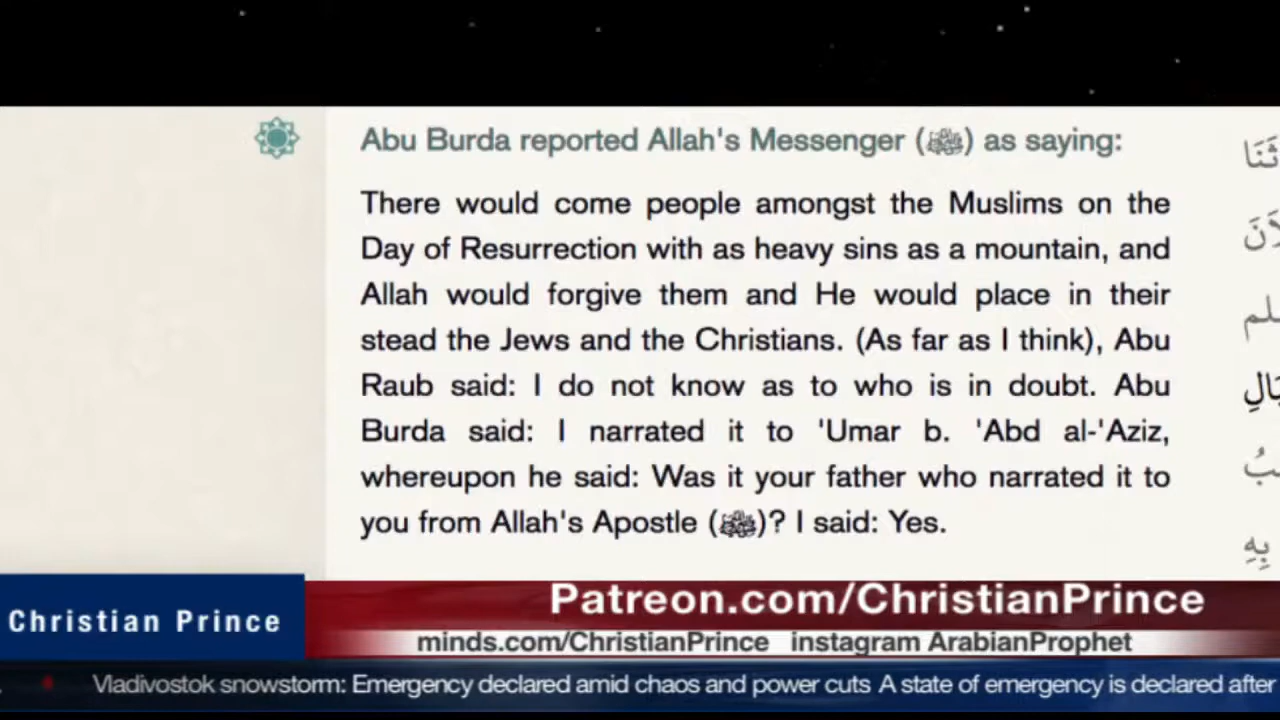 Abu Burda reported Allah's Messenger (ﷺ) as saying:
There would come people amongst the Muslims on the
Day of Resurrection with as heavy sins as a mountain, and
Allah would forgive them and He would place in their
stead the Jews and the Christians. (As far as I think), Abu
Raub said: I do not know as to who is in doubt. Abu
Burda said: I narrated it to 'Umar b. 'Abd al-'Aziz,
whereupon he said: Was it your father who narrated it to
you from Allah's Apostle (ﷺ)? I said: Yes.
Christian Prince
Patreon.com/ChristianPrince
minds.com/ChristianPrince instagram ArabianProphet
Vladivostok snowstorm: Emergency declared amid chaos and power cuts A state of emergency is declared after